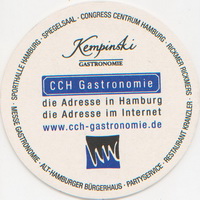 SPORTHALLE HAMBURG · SPIEGELSAAL · CONGRESS CENTRUM HAMBURG · RICKMER RICKMERS
Kempinski
GASTRONOMIE
CCH Gastronomie
die Adresse in Hamburg
die Adresse im Internet
www.cch-gastronomie.de
MESSE GASTRONOMIE · ALT-HAMBURGER BÜRGERHAUS · PARTYSERVICE · RESTAURANT KRANZLER ·